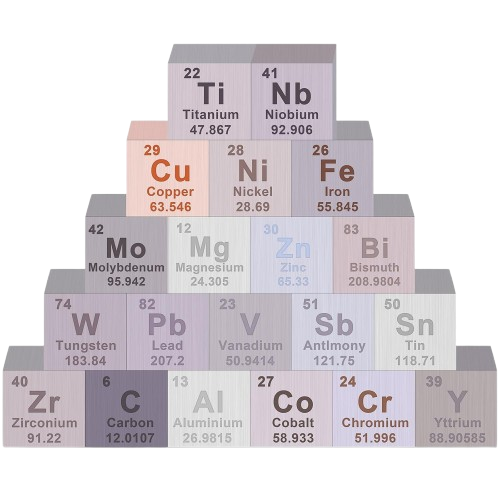 22 41
Ti Nb
Titanium Niobium
47.867 92.906
29 28 26
Cu Ni Fe
Copper Nickel Iron
63.546 28.69 55.845
42 12 30 83
Mo Mg Zn Bi
Molybdenum Magnesium Zinc Bismuth
95.942 24.305 65.33 208.9804
74 82 23 51 50
W Pb V Sb Sn
Tungsten Lead Vanadium AntImony Tin
183.84 207.2 50.9414 121.75 118.71
40 6 13 27 24 39
Zr C Al Co Cr Y
Zirconium Carbon Aluminium Cobalt Chromium Yttrium
91.22 12.0107 26.9815 58.933 51.996 88.90585